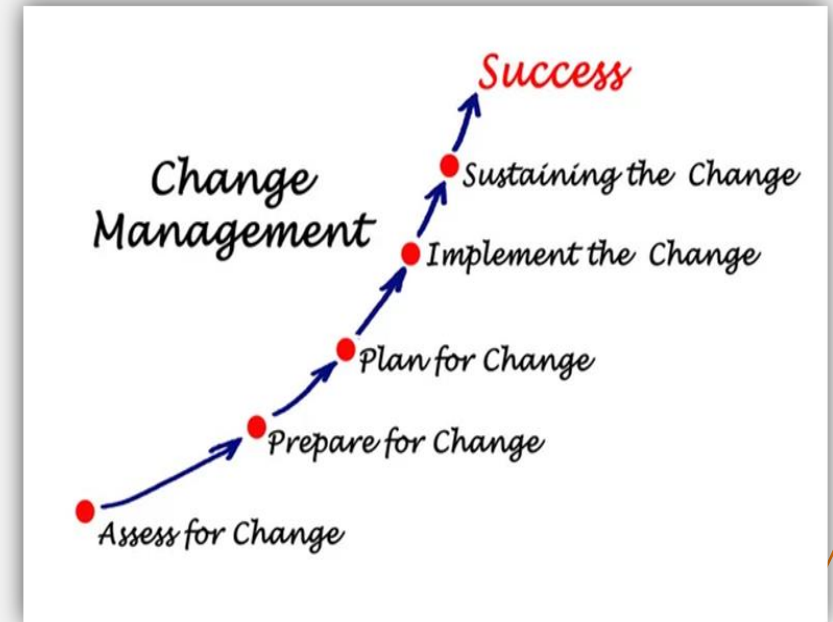 Success
Sustaining the Change
Change
Management
Implement the Change
Plan for Change
Prepare for Change
Assess for Change